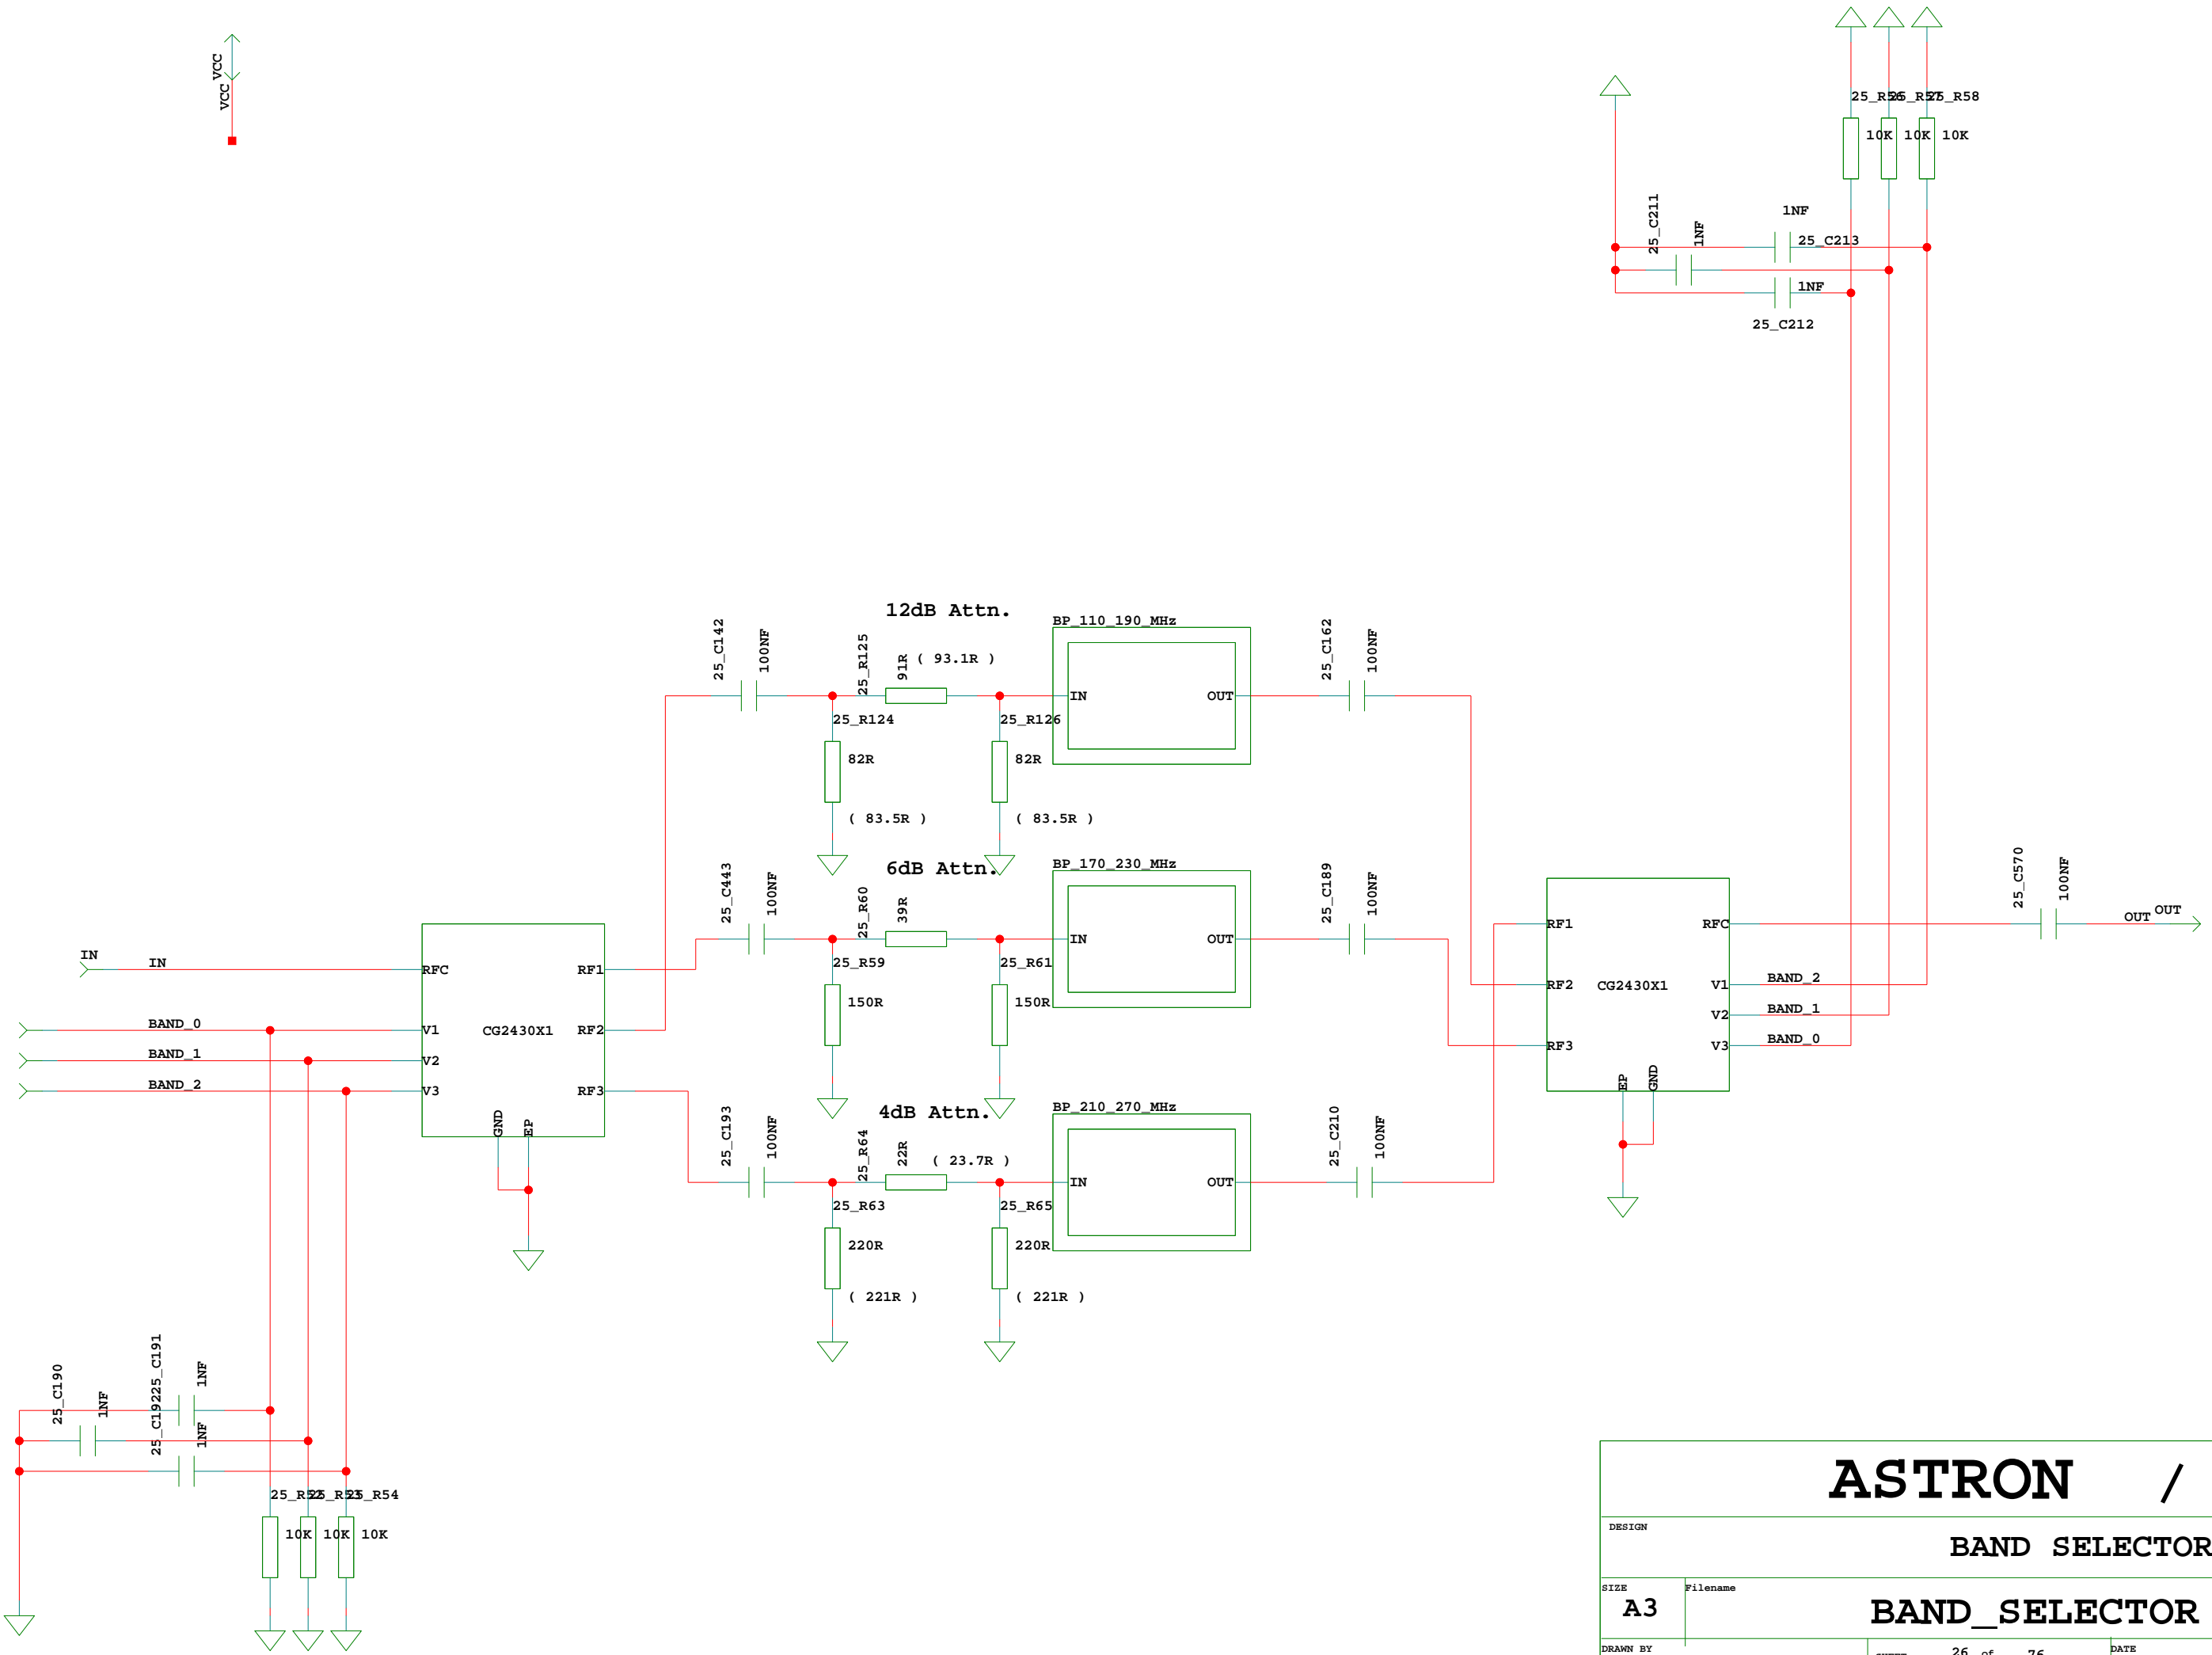 VCC
VCC
25_R56
25_R57
25_R58
10K
10K
10K
25_C211
1NF
1NF
25_C213
1NF
25_C212
12dB Attn.
25_C142
100NF
25_R125
91R
( 93.1R )
BP_110_190_MHz
25_C162
100NF
IN
OUT
25_R124
25_R126
82R
82R
( 83.5R )
( 83.5R )
6dB Attn.
25_C443
100NF
25_R60
39R
BP_170_230_MHz
25_C189
100NF
25_C570
100NF
OUT
OUT
IN
OUT
IN
IN
RFC
RF1
25_R59
25_R61
150R
150R
BAND_0
V1
CG2430X1
RF2
BAND_1
V2
BAND_2
V3
RF3
GND
EP
RF1
RFC
RF2
CG2430X1
V1
BAND_2
V2
BAND_1
RF3
V3
BAND_0
EP
GND
4dB Attn.
25_C193
100NF
25_R64
22R
( 23.7R )
BP_210_270_MHz
25_C210
100NF
IN
OUT
25_R63
25_R65
220R
220R
( 221R )
( 221R )
25_C190
1NF
25_C192
25_C191
1NF
1NF
25_R52
25_R53
25_R54
10K
10K
10K
ASTRON /
DESIGN
BAND SELECTOR
SIZE
Filename
A3
BAND_SELECTOR
DRAWN BY
26 of 76
DATE